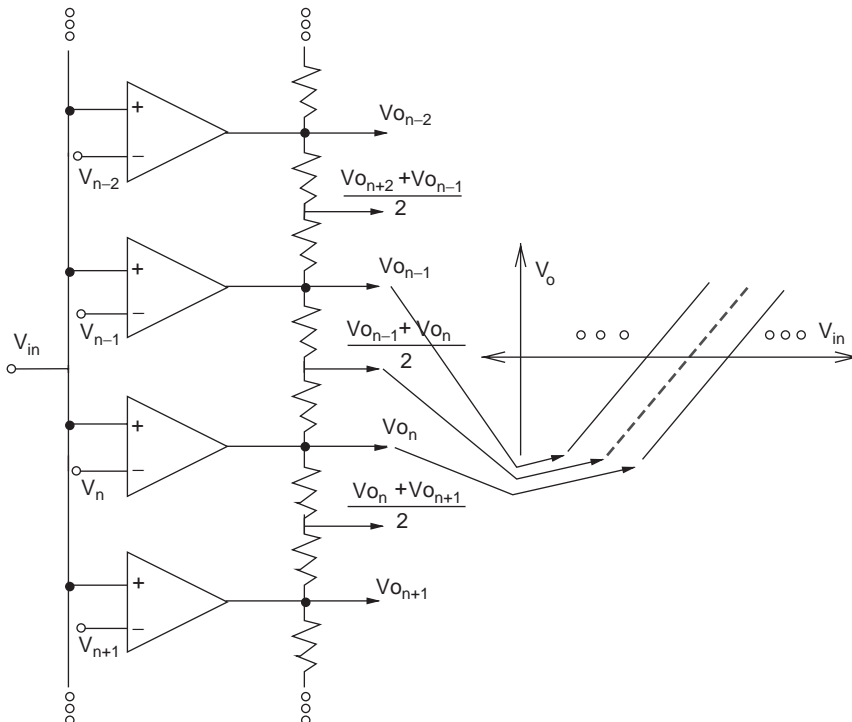 +
Vo_{n–2}
–
V_{n–2}
Vo_{n+2} + Vo_{n–1}
2
+
Vo_{n–1}
V_o
–
V_{n–1}
V_{in}
Vo_{n–1} + Vo_n
2
V_{in}
+
Vo_n
–
V_n
Vo_n + Vo_{n+1}
2
+
Vo_{n+1}
–
V_{n+1}